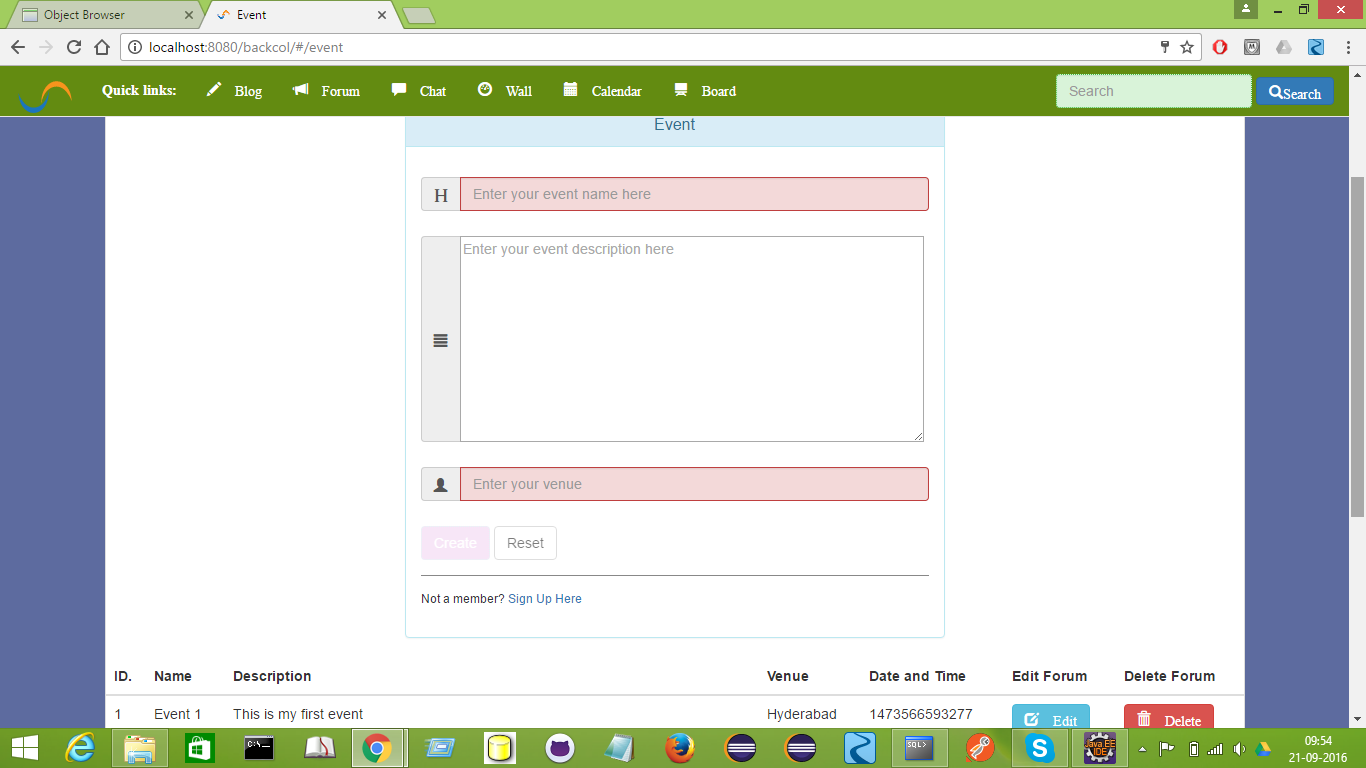 Object Browser
Event
localhost:8080/backcol/#/event
Quick links: Blog Forum Chat Wall Calendar Board Search Search
Event
H Enter your event name here
Enter your event description here
Enter your venue
Create Reset
Not a member? Sign Up Here
ID. Name Description Venue Date and Time Edit Forum Delete Forum
1 Event 1 This is my first event Hyderabad 1473566593277 Edit Delete
C:\_
SQL>
Java EE
IDE
09:54
21-09-2016